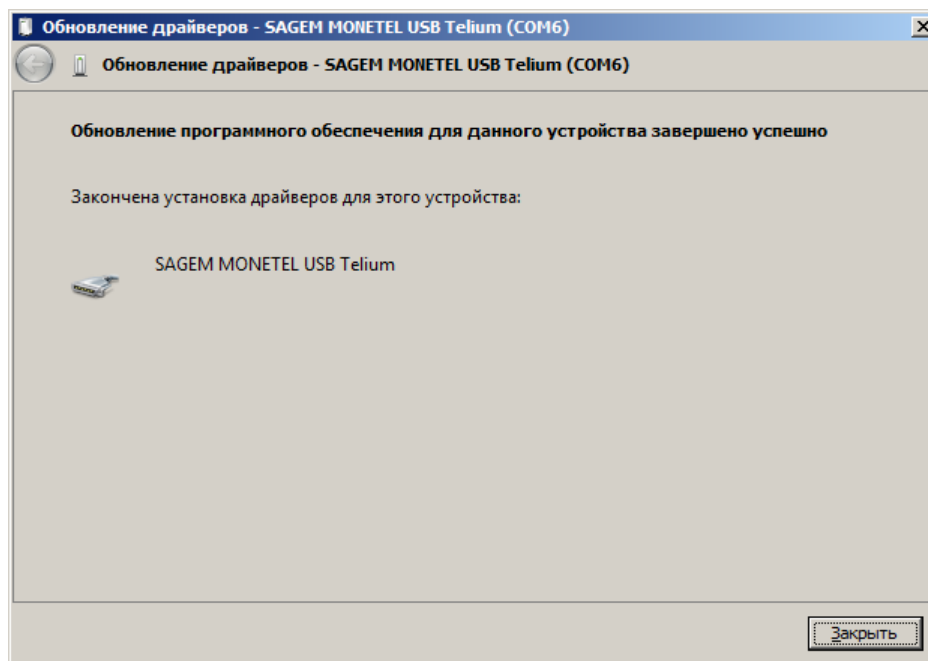 Обновление драйверов - SAGEM MONETEL USB Telium (COM6)
Обновление драйверов - SAGEM MONETEL USB Telium (COM6)
Обновление программного обеспечения для данного устройства завершено успешно
Закончена установка драйверов для этого устройства:
SAGEM MONETEL USB Telium
Закрыть